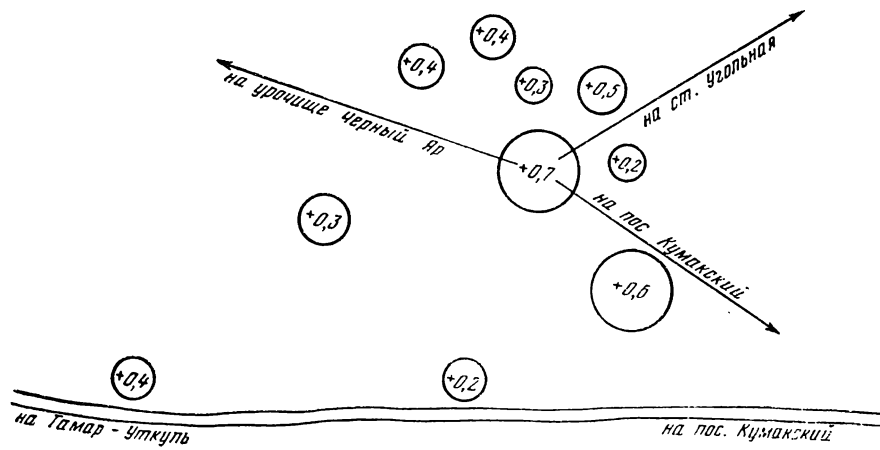 +0,4
+0,4
+0,3
+0,5
на ст. Угольная
на урочище Черный Яр
+0,7
+0,2
на пос Кумакский
+0,3
+0,6
+0,4
+0,2
на Тамар-Уткуль
на пос. Кумакский